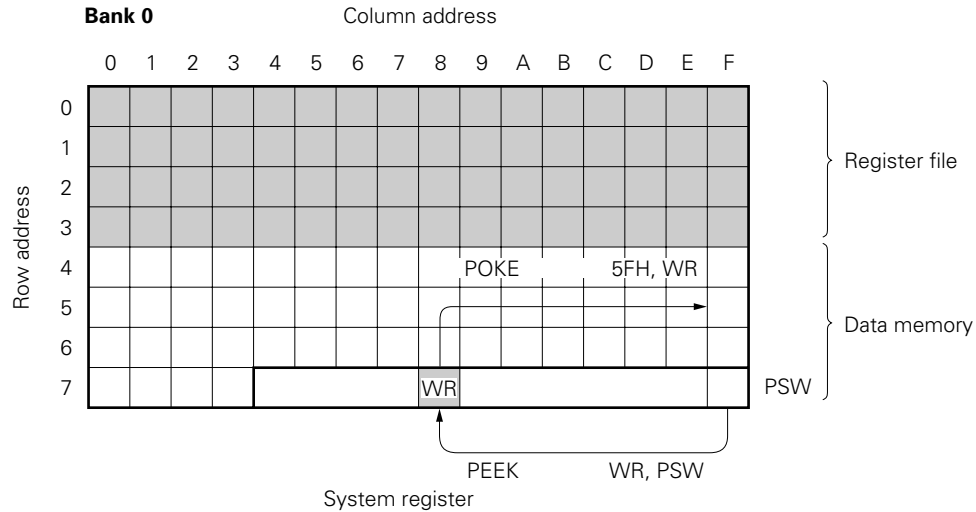 Bank 0 Column address
0 1 2 3 4 5 6 7 8 9 A B C D E F
0
1
Register file
2
3
Row address
4 POKE 5FH, WR
5
Data memory
6
7 WR PSW
PEEK WR, PSW
System register